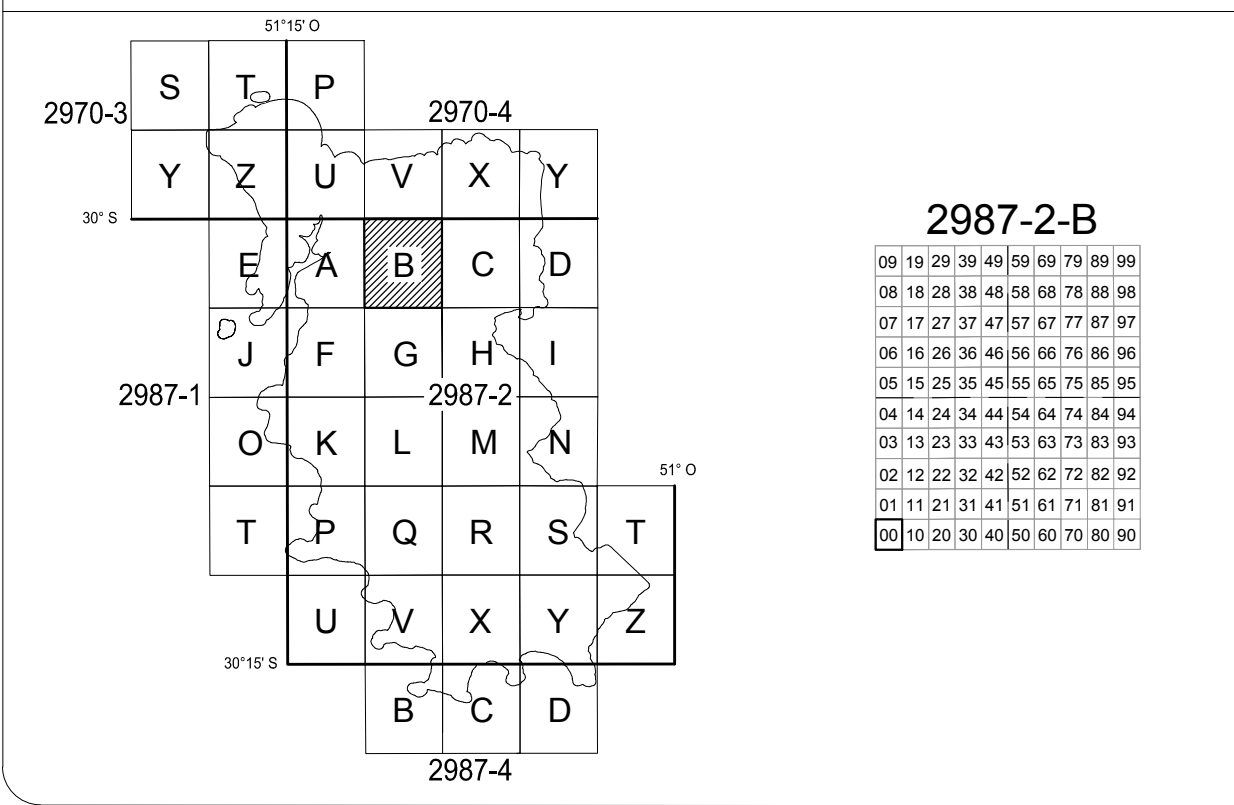 51°15' O
S T P
2970-3 2970-4
Y Z U V X Y
30° S
E A B C D
J F G H I
2987-1 2987-2
O K L M N
51° O
T P Q R S T
U V X Y Z
30°15' S
B C D
2987-4
2987-2-B
09 19 29 39 49 59 69 79 89 99
08 18 28 38 48 58 68 78 88 98
07 17 27 37 47 57 67 77 87 97
06 16 26 36 46 56 66 76 86 96
05 15 25 35 45 55 65 75 85 95
04 14 24 34 44 54 64 74 84 94
03 13 23 33 43 53 63 73 83 93
02 12 22 32 42 52 62 72 82 92
01 11 21 31 41 51 61 71 81 91
00 10 20 30 40 50 60 70 80 90